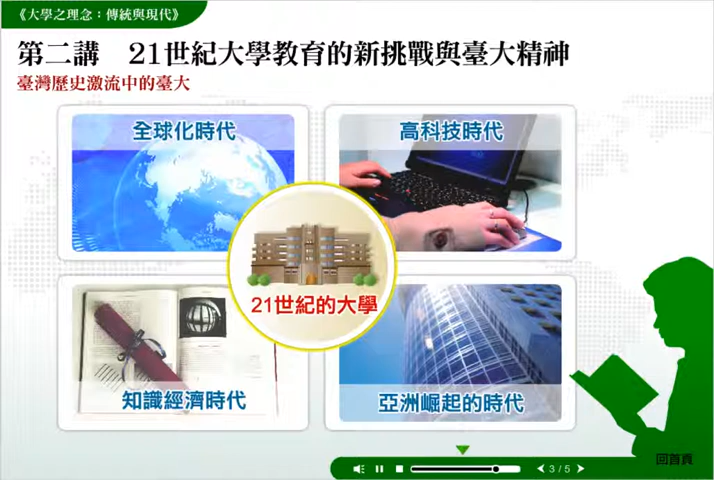 《大學之理念：傳統與現代》
第二講　21世紀大學教育的新挑戰與臺大精神
臺灣歷史激流中的臺大
全球化時代
高科技時代
21世紀的大學
知識經濟時代
亞洲崛起的時代
3/5
回首頁